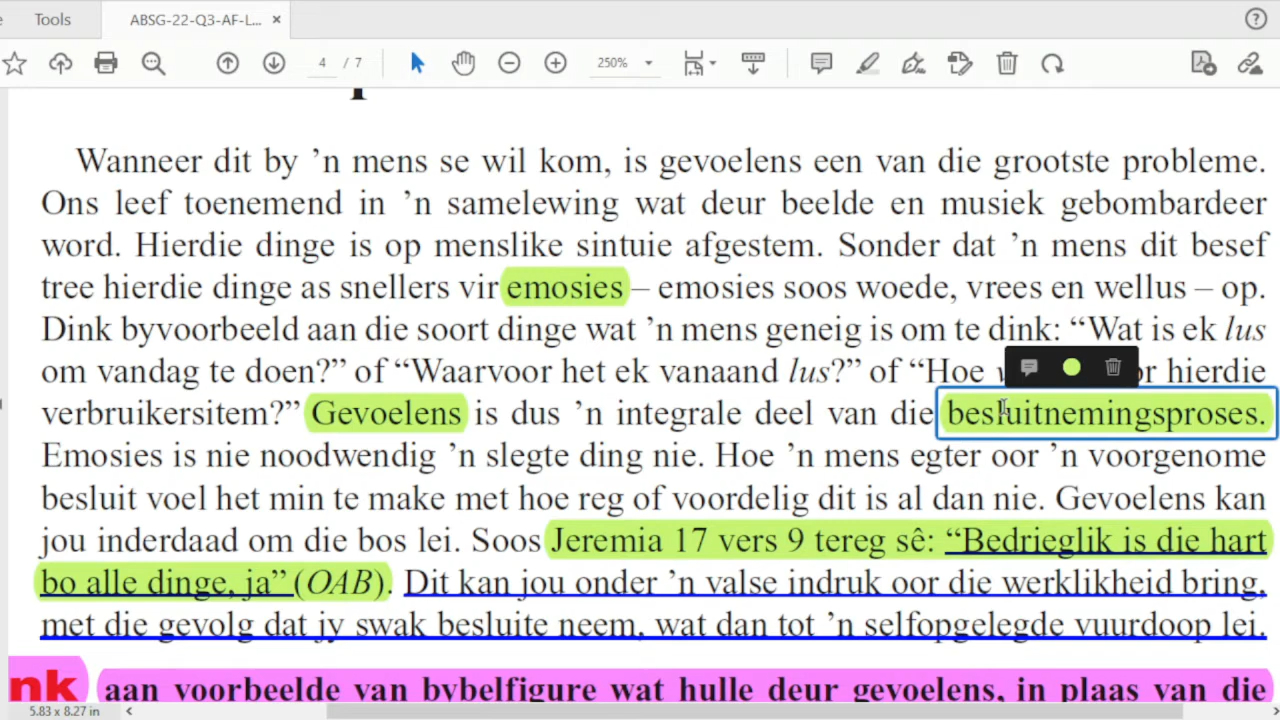 Tools
ABSG-22-Q3-AF-L... ×
4 / 7
250%
Wanneer dit by ’n mens se wil kom, is gevoelens een van die grootste probleme.
Ons leef toenemend in ’n samelewing wat deur beelde en musiek gebombardeer
word. Hierdie dinge is op menslike sintuie afgestem. Sonder dat ’n mens dit besef
tree hierdie dinge as snellers vir emosies – emosies soos woede, vrees en wellus – op.
Dink byvoorbeeld aan die soort dinge wat ’n mens geneig is om te dink: “Wat is ek lus
om vandag te doen?” of “Waarvoor het ek vanaand lus?” of “Hoe hierdie
verbruikersitem?” Gevoelens is dus ’n integrale deel van die besluitnemingsproses.
Emosies is nie noodwendig ’n slegte ding nie. Hoe ’n mens egter oor ’n voorgenome
besluit voel het min te make met hoe reg of voordelig dit is al dan nie. Gevoelens kan
jou inderdaad om die bos lei. Soos Jeremia 17 vers 9 tereg sê: “Bedrieglik is die hart
bo alle dinge, ja” (OAB). Dit kan jou onder ’n valse indruk oor die werklikheid bring,
met die gevolg dat jy swak besluite neem, wat dan tot ’n selfopgelegde vuurdoop lei.
nk aan voorbeelde van bybelfigure wat hulle deur gevoelens, in plaas van die
5.83 x 8.27 in